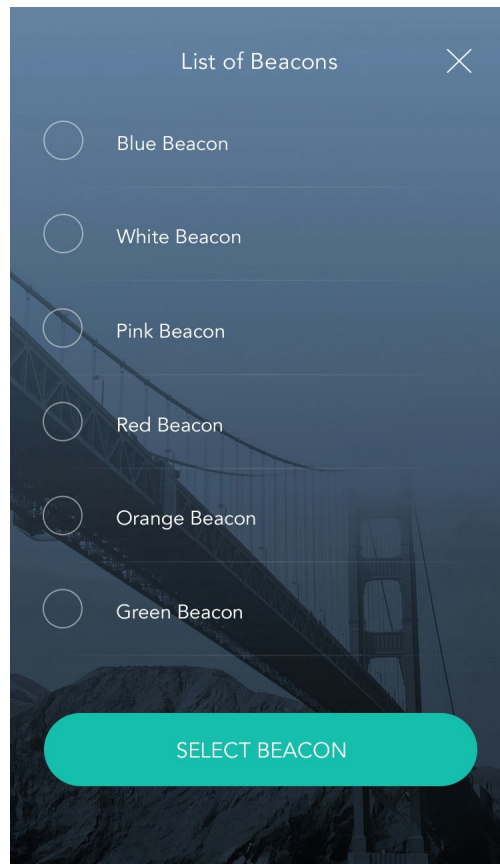 List of Beacons
Blue Beacon
White Beacon
Pink Beacon
Red Beacon
Orange Beacon
Green Beacon
SELECT BEACON